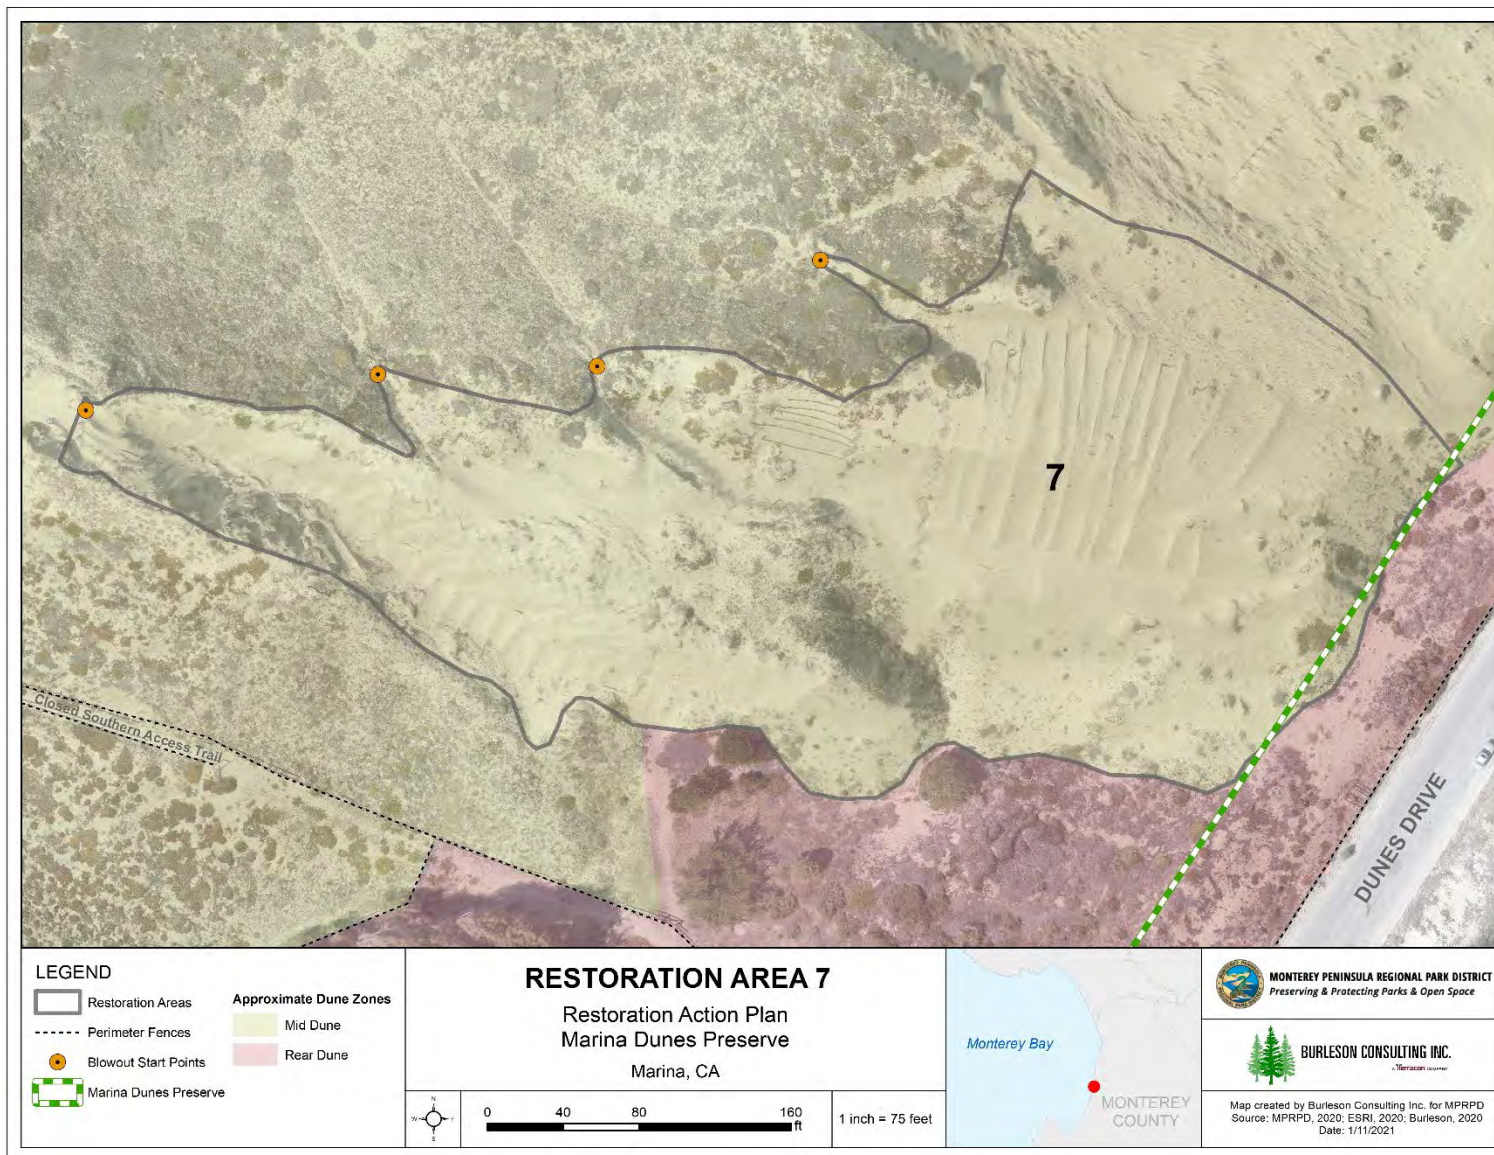 7
Closed Southern Access Trail
DUNES DRIVE
LEGEND
Restoration Areas
Perimeter Fences
Blowout Start Points
Marina Dunes Preserve
Approximate Dune Zones
Mid Dune
Rear Dune
RESTORATION AREA 7
Restoration Action Plan
Marina Dunes Preserve
Marina, CA
N
W
E
S
0 40 80 160
ft
1 inch = 75 feet
Monterey Bay
MONTEREY
COUNTY
MONTEREY PENINSULA REGIONAL PARK DISTRICT
Preserving & Protecting Parks & Open Space
BURLESON CONSULTING INC.
A Terracon COMPANY
Map created by Burleson Consulting Inc. for MPRPD
Source: MPRPD, 2020; ESRI, 2020; Burleson, 2020
Date: 1/11/2021